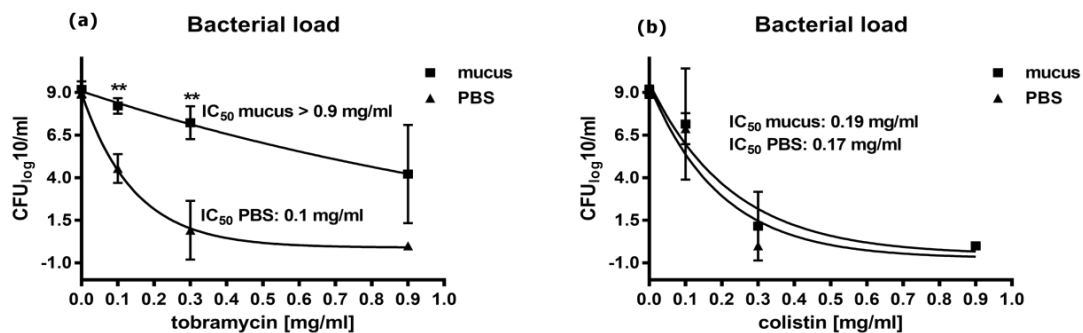 (a)
Bacterial load
CFUlog10/ml
9.0
6.5
4.0
1.5
-1.0
**
**
mucus
PBS
IC50 mucus > 0.9 mg/ml
IC50 PBS: 0.1 mg/ml
0.0 0.1 0.2 0.3 0.4 0.5 0.6 0.7 0.8 0.9 1.0
tobramycin [mg/ml]
(b)
Bacterial load
CFUlog10/ml
9.0
6.5
4.0
1.5
-1.0
mucus
PBS
IC50 mucus: 0.19 mg/ml
IC50 PBS: 0.17 mg/ml
0.0 0.1 0.2 0.3 0.4 0.5 0.6 0.7 0.8 0.9 1.0
colistin [mg/ml]